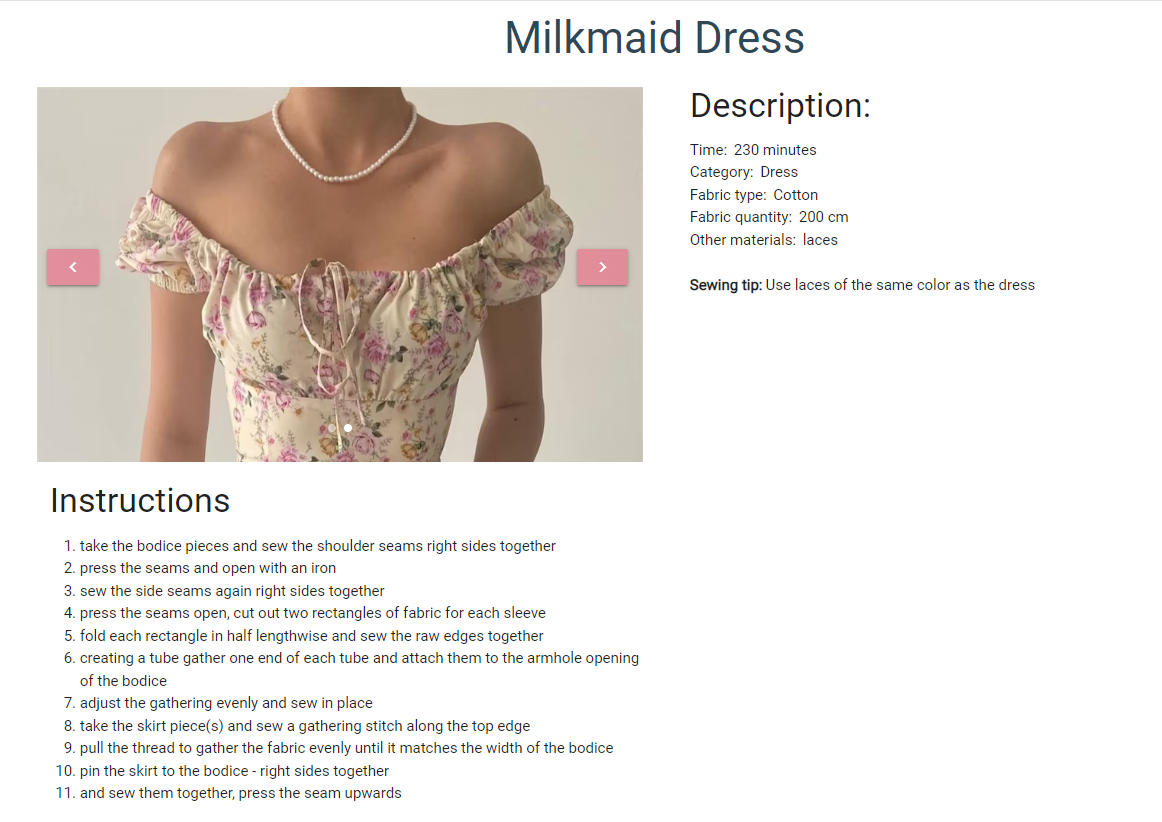 Milkmaid Dress
Description:
Time: 230 minutes
Category: Dress
Fabric type: Cotton
Fabric quantity: 200 cm
Other materials: laces
Sewing tip: Use laces of the same color as the dress
Instructions
1. take the bodice pieces and sew the shoulder seams right sides together
2. press the seams and open with an iron
3. sew the side seams again right sides together
4. press the seams open, cut out two rectangles of fabric for each sleeve
5. fold each rectangle in half lengthwise and sew the raw edges together
6. creating a tube gather one end of each tube and attach them to the armhole opening
of the bodice
7. adjust the gathering evenly and sew in place
8. take the skirt piece(s) and sew a gathering stitch along the top edge
9. pull the thread to gather the fabric evenly until it matches the width of the bodice
10. pin the skirt to the bodice - right sides together
11. and sew them together, press the seam upwards